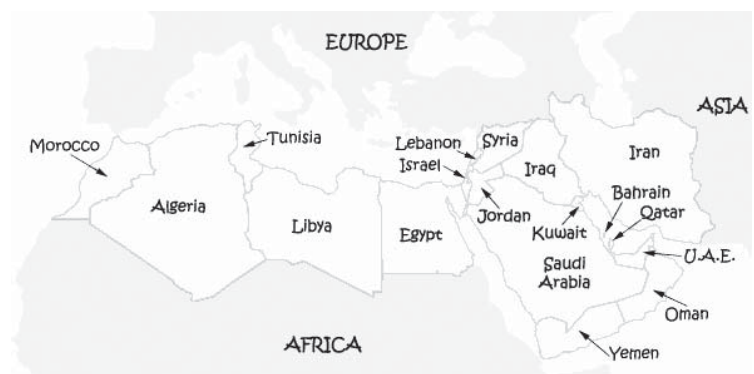 EUROPE
ASIA
Morocco
Tunisia
Lebanon
Syria
Israel
Iraq
Iran
Algeria
Libya
Egypt
Jordan
Kuwait
Bahrain
Qatar
Saudi
Arabia
U.A.E.
Oman
AFRICA
Yemen